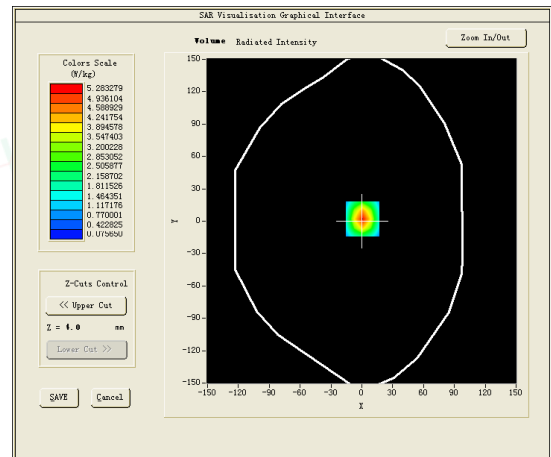 SAR Visualisation Graphical Interface
Volume Radiated Intensity
Zoom In/Out
Colors Scale
(W/kg)
5.283279
4.936104
4.588929
4.241754
3.894578
3.547403
3.200228
2.853052
2.505877
2.158702
1.811526
1.464351
1.117176
0.770001
0.422825
0.075650
Z-Cuts Control
<< Upper Cut
Z = 4.0 mm
Lower Cut >>
SAVE Cancel
150
120
90
60
30
0
-30
-60
-90
-120
-150
Y
-150 -120 -90 -60 -30 0 30 60 90 120 150
X